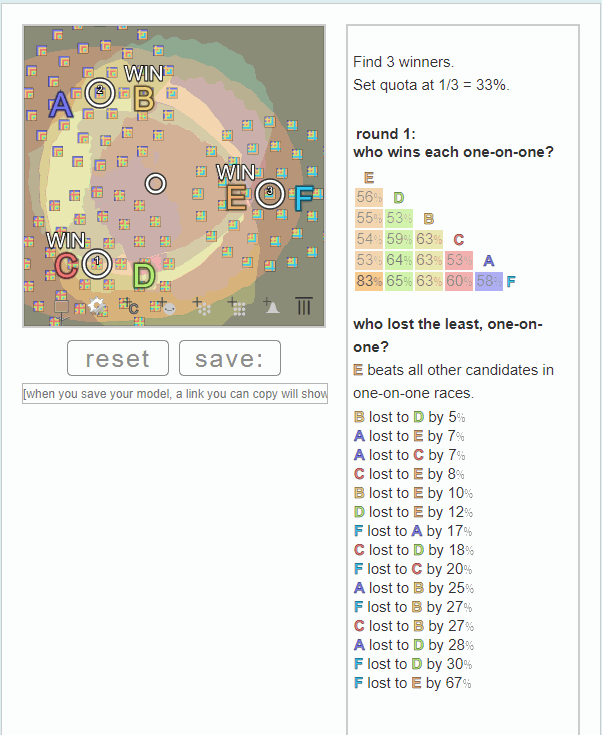 WIN
2
A
B
WIN
E
3
F
WIN
C
1
D
+ + C + + + +
reset
save:
[when you save your model, a link you can copy will show
Find 3 winners.
Set quota at 1/3 = 33%.
round 1:
who wins each one-on-one?
E
56% D
55% 53% B
54% 59% 63% C
53% 64% 63% 53% A
83% 65% 63% 60% 58% F
who lost the least, one-on-
one?
E beats all other candidates in
one-on-one races.
B lost to D by 5%
A lost to E by 7%
A lost to C by 7%
C lost to E by 8%
B lost to E by 10%
D lost to E by 12%
F lost to A by 17%
C lost to D by 18%
F lost to C by 20%
A lost to B by 25%
F lost to B by 27%
C lost to B by 27%
A lost to D by 28%
F lost to D by 30%
F lost to E by 67%